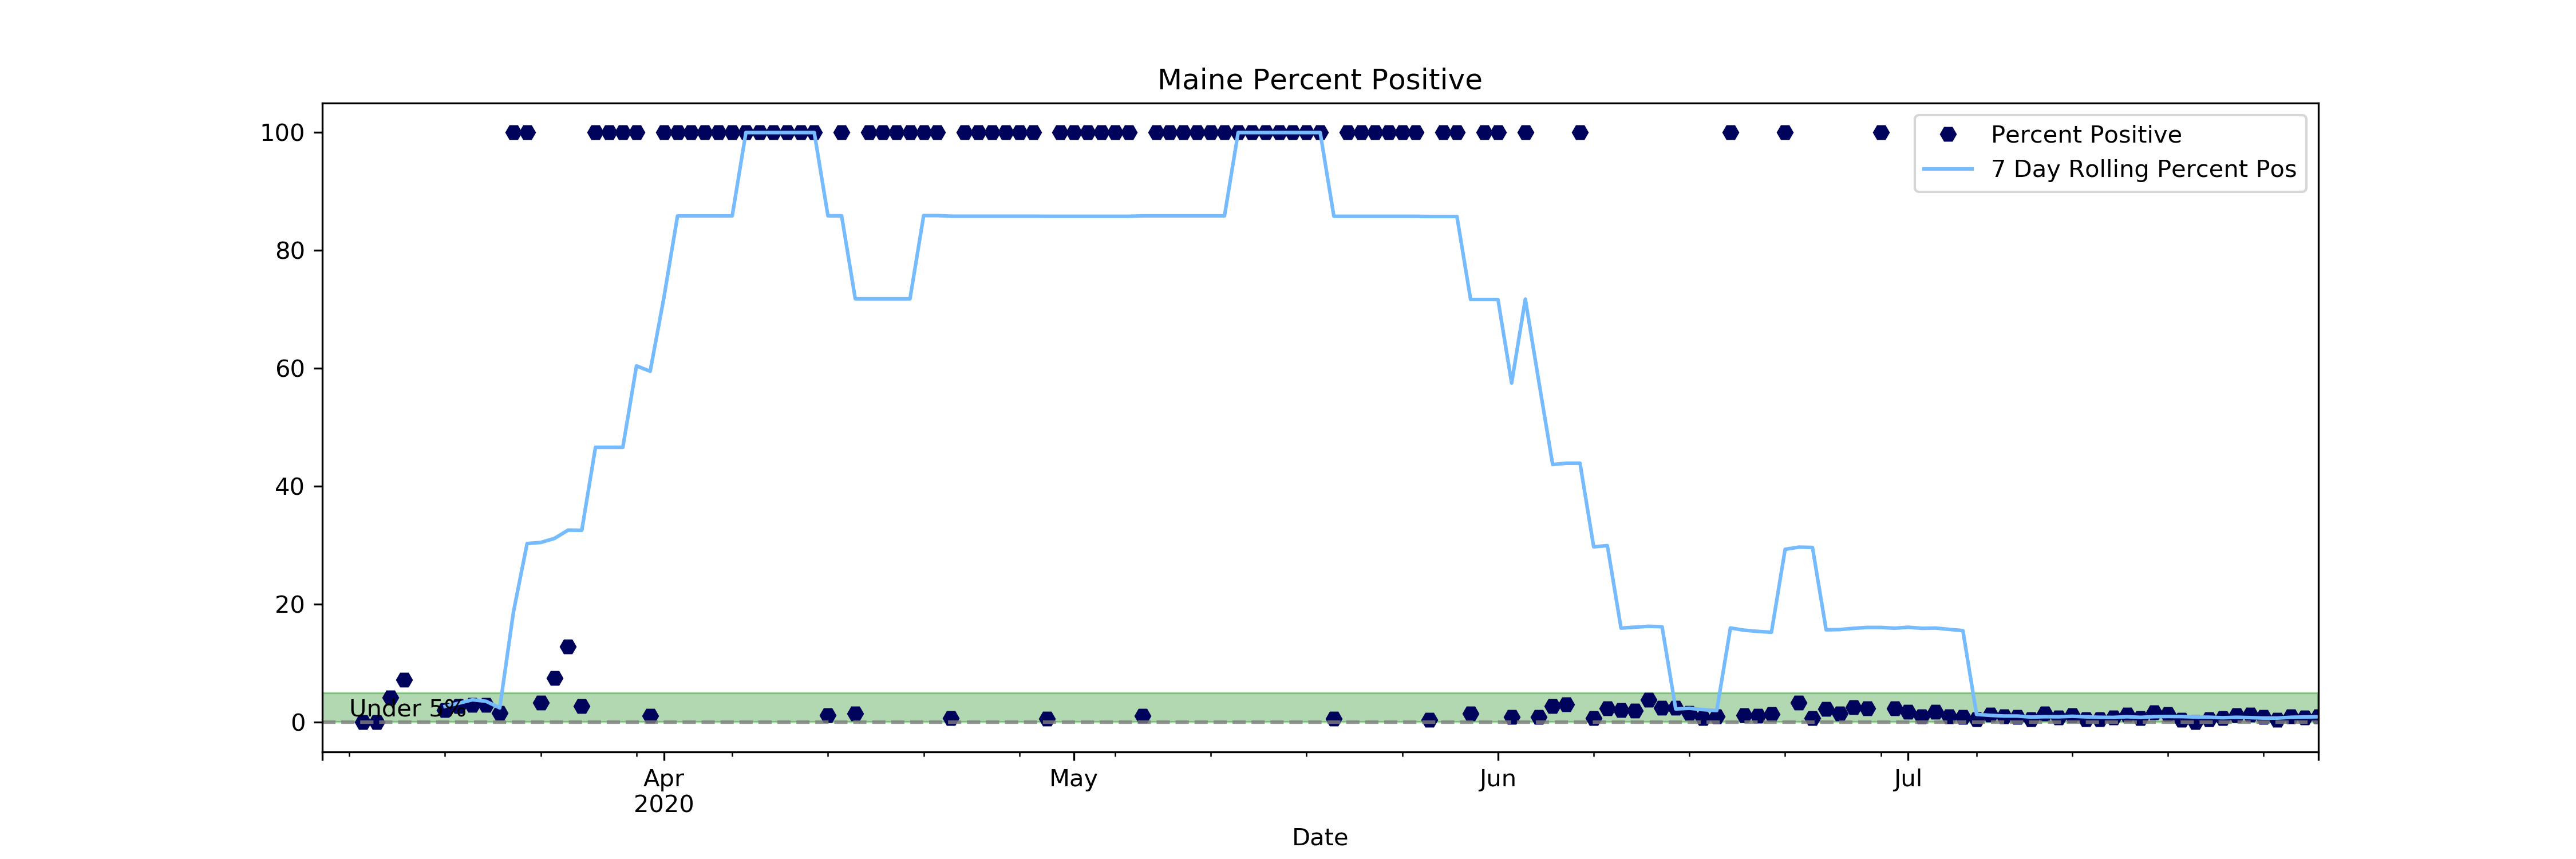 Maine Percent Positive
Percent Positive
7 Day Rolling Percent Pos
100
80
60
40
20
0
Under 5%
Apr
2020
May
Jun
Jul
Date